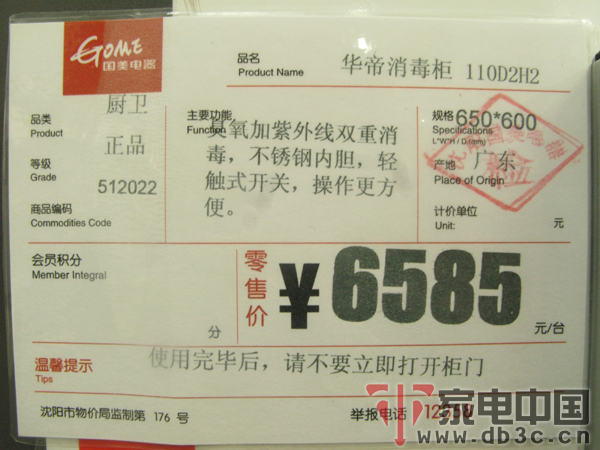 GOME
国美电器
品名 华帝消毒柜 110D2H2
Product Name
品类 厨卫
Product
正品
等级
Grade
512022
商品编码
Commodities Code
主要功能
Function
臭氧加紫外线双重消
毒，不锈钢内胆，轻
触式开关，操作更方
便。
规格 650*600
Specifications
L*W*H / D (mm)
产地 广东
Place of Origin
计价单位
Unit: 元
会员积分
Member Integral
分
零售价 ¥6585
元/台
温馨提示 使用完毕后，请不要立即打开柜门
Tips
沈阳市物价局监制第 176 号
举报电话 12358
家电中国
www.db3c.cn